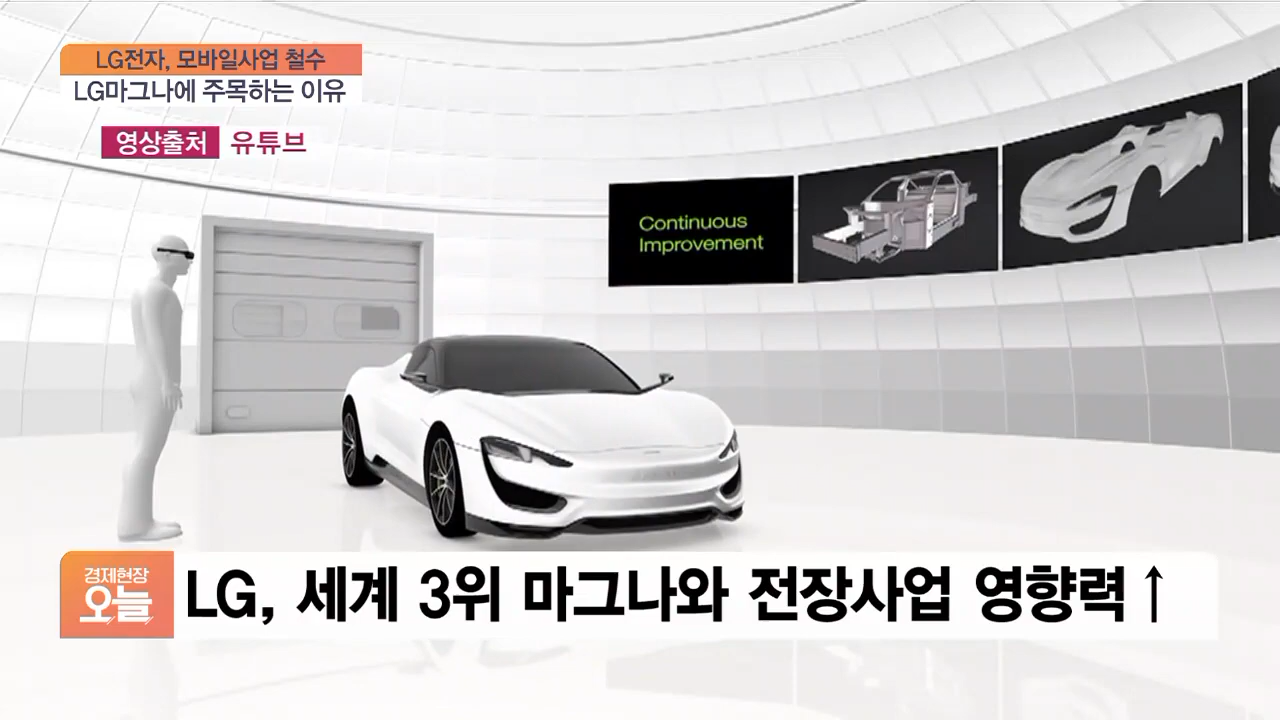 LG전자, 모바일사업 철수
LG마그나에 주목하는 이유
영상출처 유튜브
Continuous
Improvement
경제현장
오늘
LG, 세계 3위 마그나와 전장사업 영향력↑